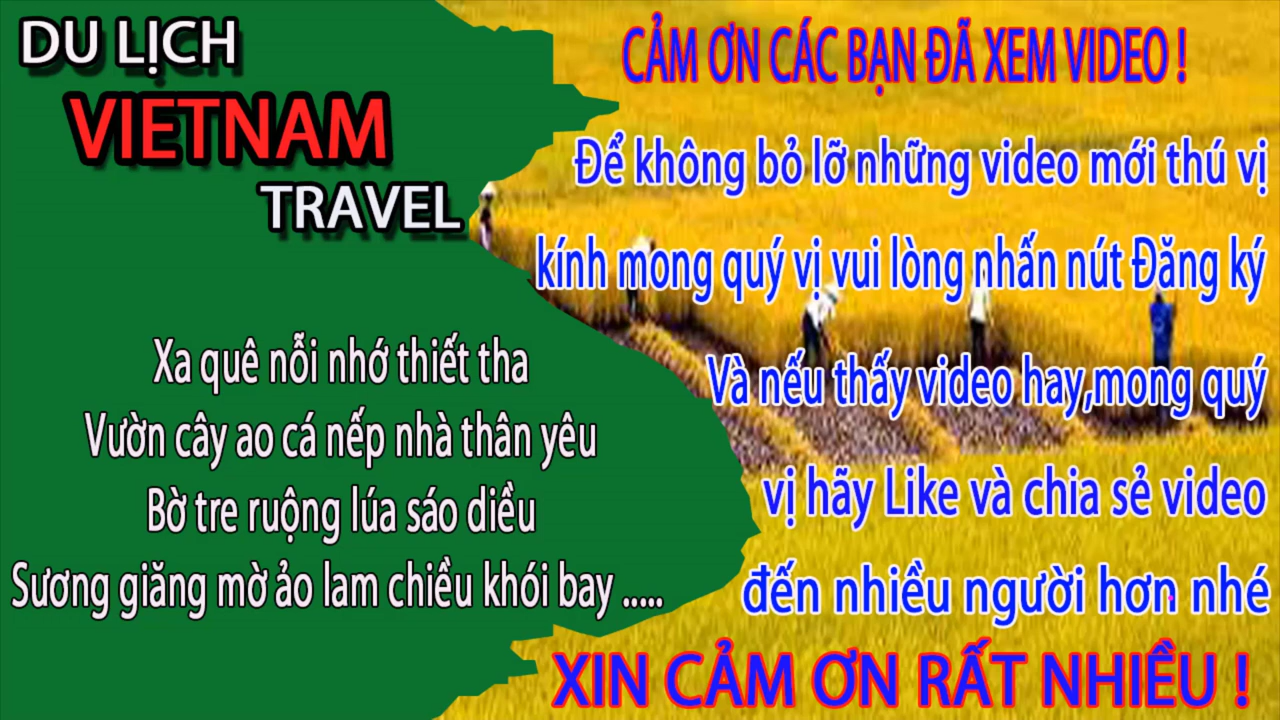 DU LỊCH
VIETNAM
TRAVEL
Xa quê nỗi nhớ thiết tha
Vườn cây ao cá nếp nhà thân yêu
Bờ tre ruộng lúa sáo diều
Sương giăng mờ ảo lam chiều khói bay .....
CẢM ƠN CÁC BẠN ĐÃ XEM VIDEO !
Để không bỏ lỡ những video mới thú vị
kính mong quý vị vui lòng nhấn nút Đăng ký
Và nếu thấy video hay,mong quý
vị hãy Like và chia sẻ video
đến nhiều người hơn nhé
XIN CẢM ƠN RẤT NHIỀU !